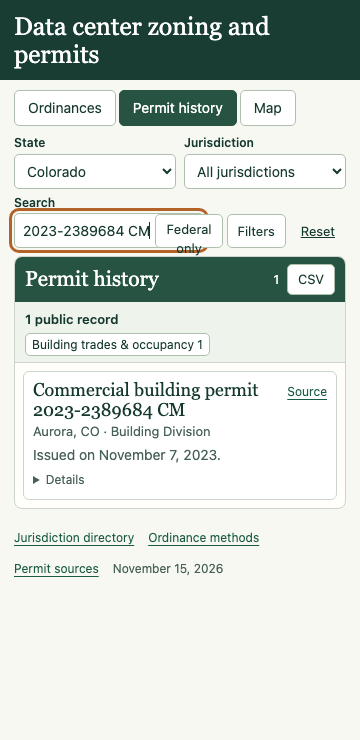 Data center zoning and
permits
Ordinances
Permit history
Map
State
Jurisdiction
Colorado
All jurisdictions
Search
2023-2389684 CM
Federal
only
Filters
Reset
Permit history
1
CSV
1 public record
Building trades & occupancy 1
Commercial building permit
2023-2389684 CM
Source
Aurora, CO · Building Division
Issued on November 7, 2023.
Details
Jurisdiction directory
Ordinance methods
Permit sources
November 15, 2026